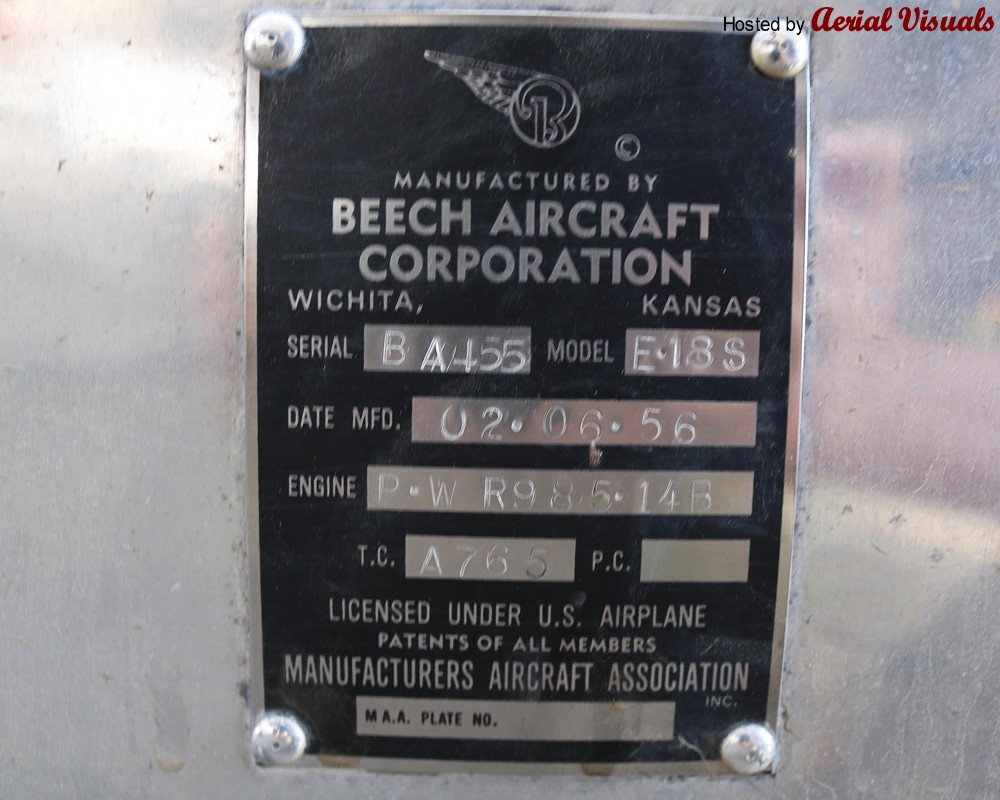 Hosted by Aerial Visuals
B
©
MANUFACTURED BY
BEECH AIRCRAFT
CORPORATION
WICHITA, KANSAS
SERIAL BA455 MODEL E·18S
DATE MFD. 02·06·56
ENGINE P·W R985·14B
T.C. A765 P.C.
LICENSED UNDER U.S. AIRPLANE
PATENTS OF ALL MEMBERS
MANUFACTURERS AIRCRAFT ASSOCIATION
INC.
M A.A. PLATE NO.